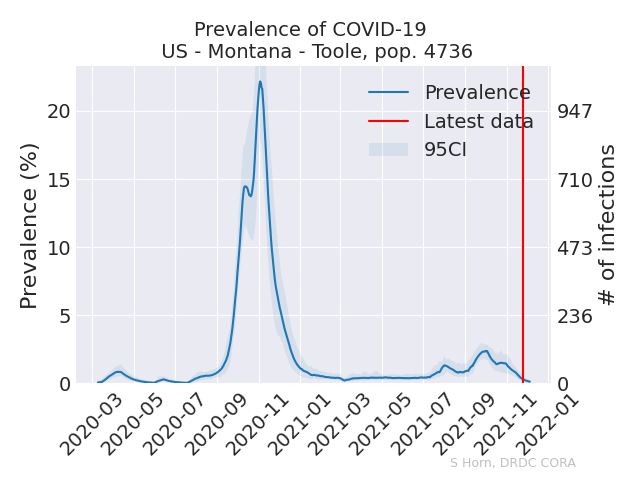 Prevalence of COVID-19
US - Montana - Toole, pop. 4736
Prevalence
Latest data
95CI
Prevalence (%)
20
15
10
5
0
# of infections
947
710
473
236
0
2020-03
2020-05
2020-07
2020-09
2020-11
2021-01
2021-03
2021-05
2021-07
2021-09
2021-11
2022-01
S Horn, DRDC CORA